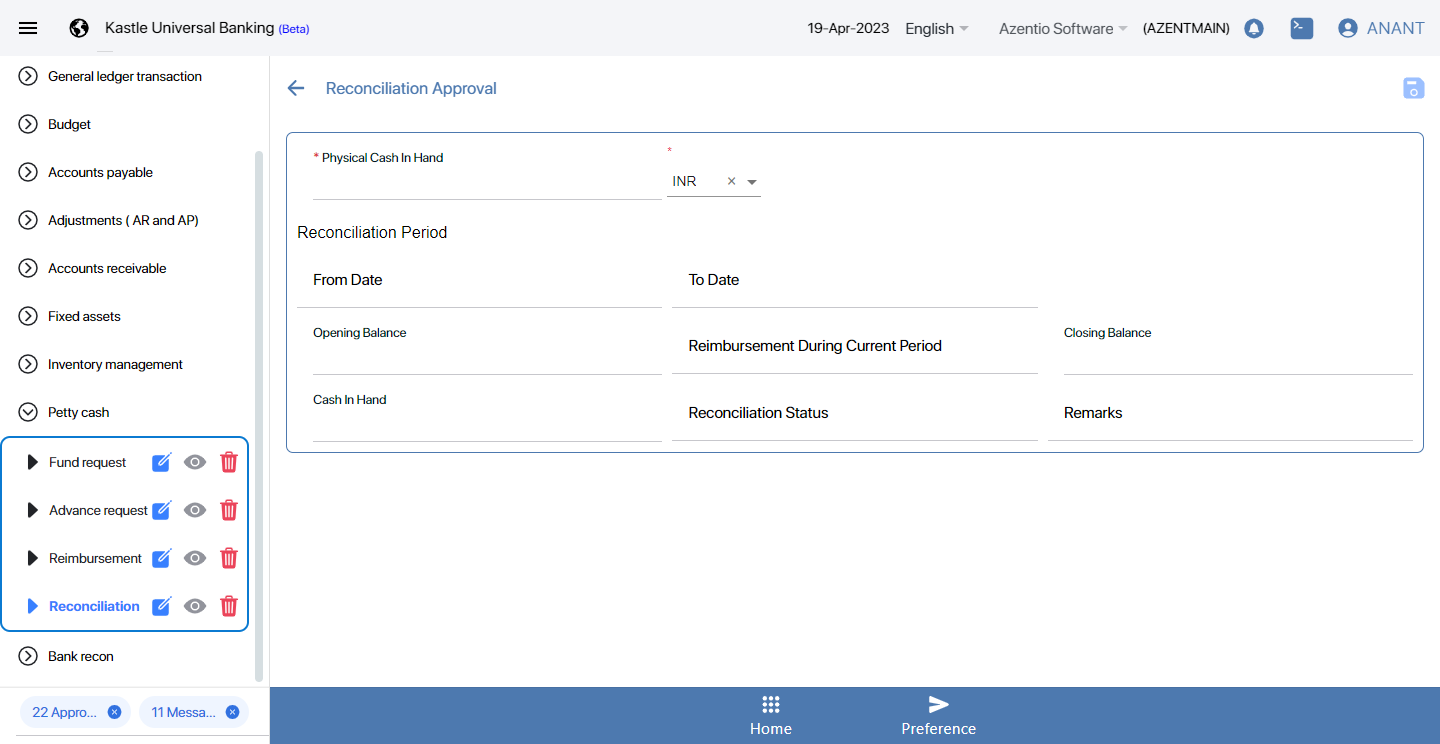 Kastle Universal Banking (Beta)
19-Apr-2023 English Azentio Software (AZENTMAIN) ANANT
General ledger transaction
Budget
Accounts payable
Adjustments ( AR and AP)
Accounts receivable
Fixed assets
Inventory management
Petty cash
Fund request
Advance request
Reimbursement
Reconciliation
Bank recon
22 Appro...
11 Messa...
Reconciliation Approval
* Physical Cash In Hand
*
INR
Reconciliation Period
From Date
To Date
Opening Balance
Reimbursement During Current Period
Closing Balance
Cash In Hand
Reconciliation Status
Remarks
Home
Preference